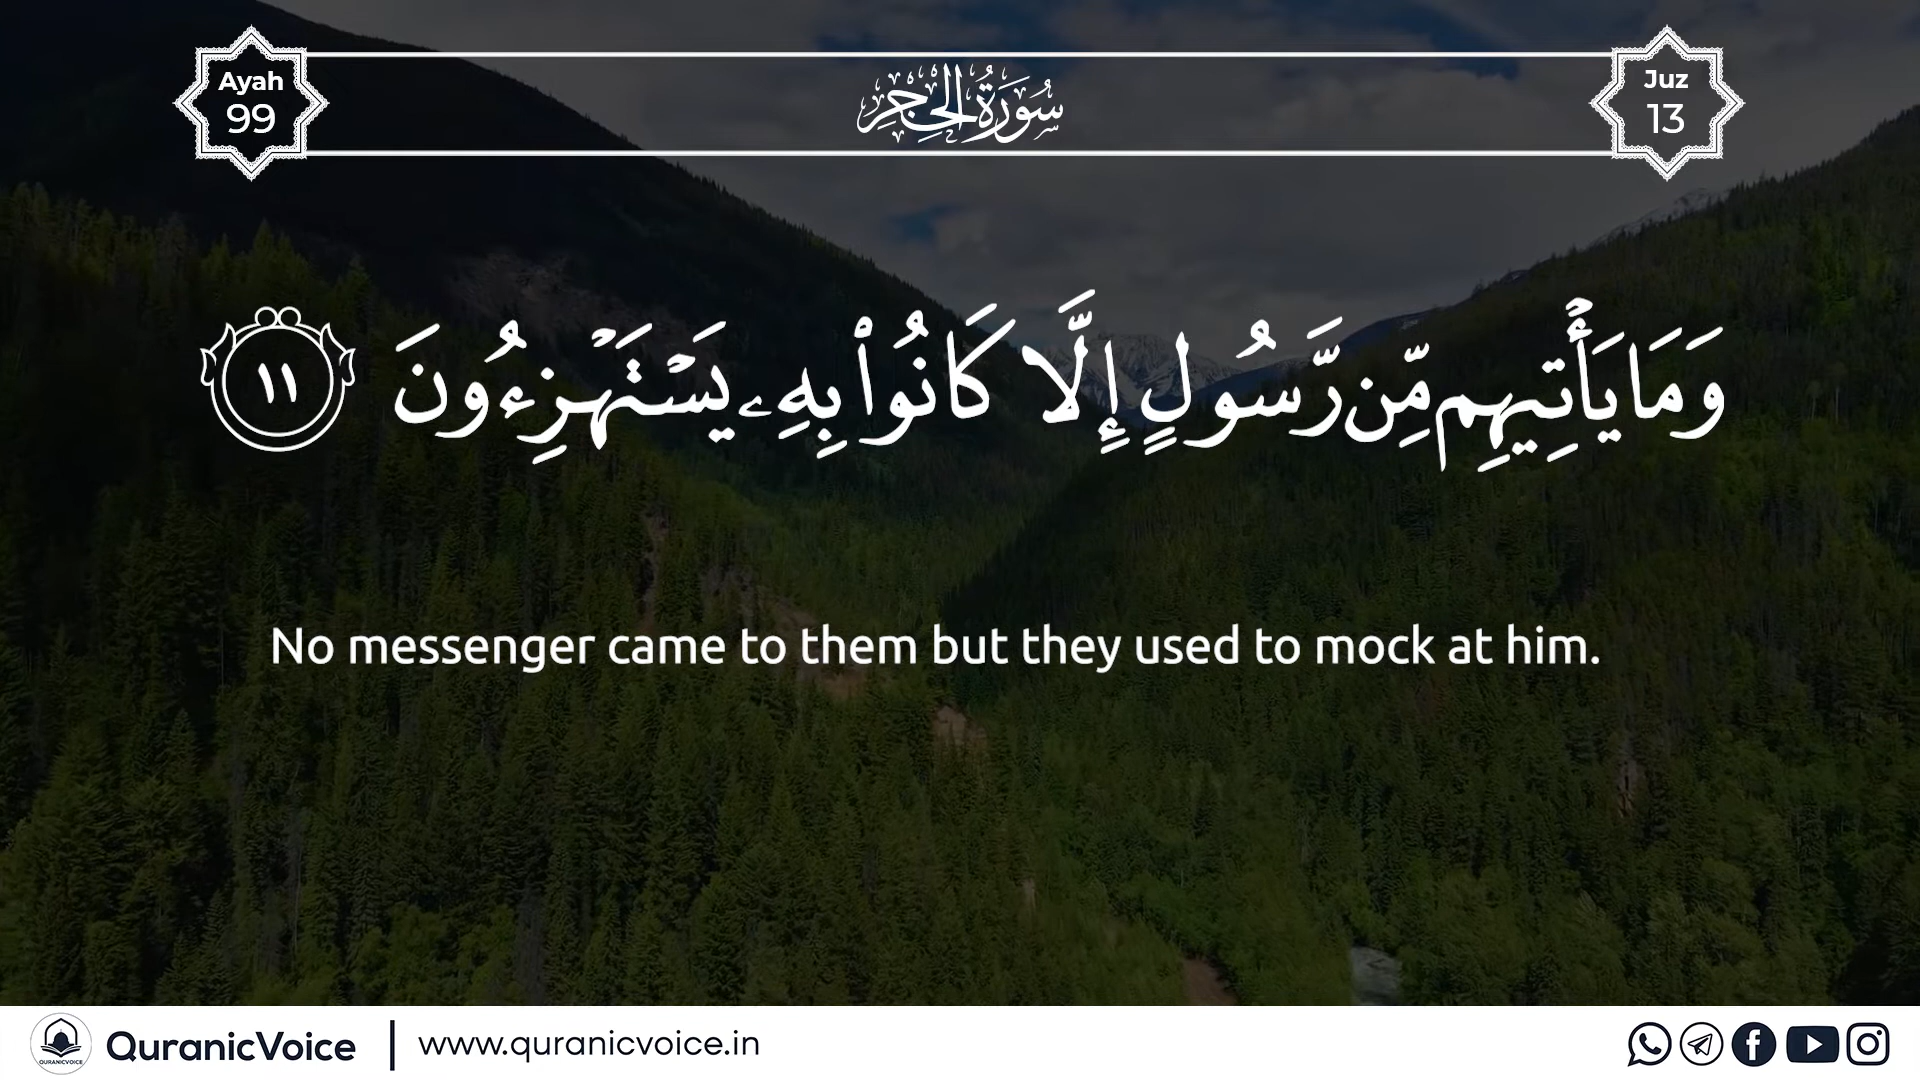 Ayah
99
سُورَةُ الحِجْرِ
Juz
13
وَمَا يَأْتِيهِم مِّن رَّسُولٍ إِلَّا كَانُوا۟ بِهِۦ يَسْتَهْزِءُونَ ١١
No messenger came to them but they used to mock at him.
QURANICVOICE
QuranicVoice | www.quranicvoice.in